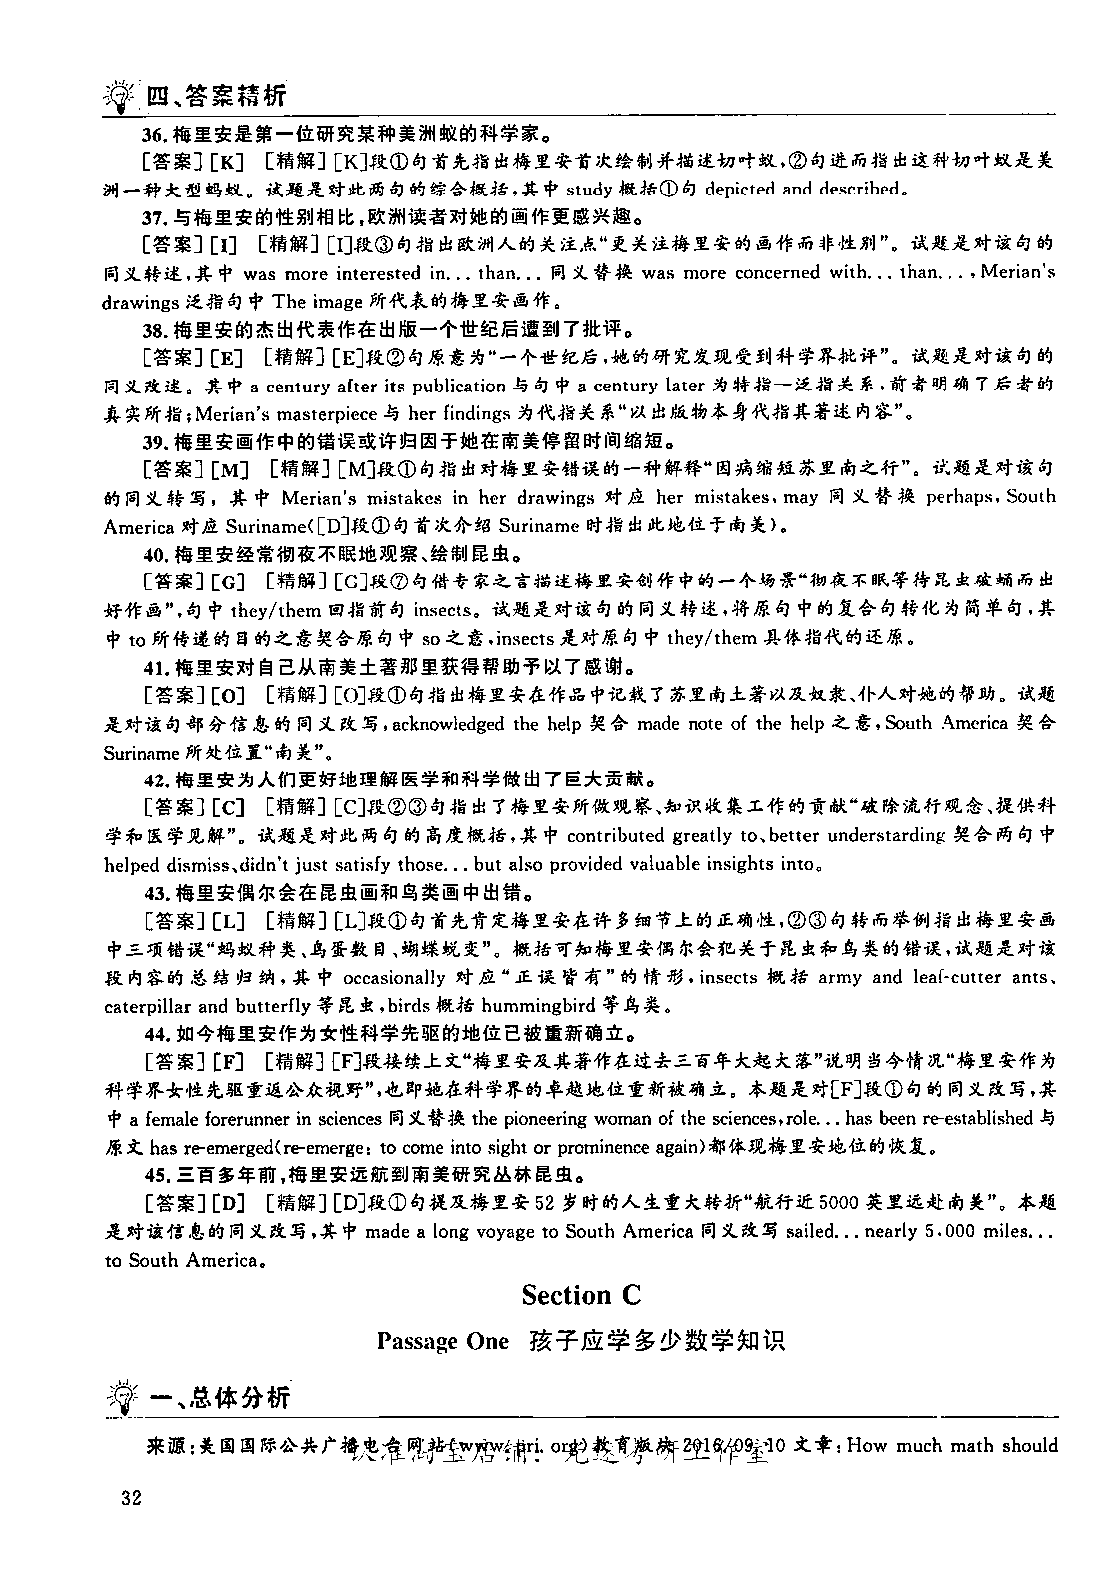 四、答案精析
36. 梅里安是第一位研究某种美洲蚁的科学家。
[答案][K] [精解][K]段①句首先指出梅里安首次绘制并描述切叶蚁,②句进而指出这种切叶蚁是美
洲一种大型蚂蚁。试题是对此两句的综合概括,其中 study 概括①句 depicted and described。
37. 与梅里安的性别相比,欧洲读者对她的画作更感兴趣。
[答案][I] [精解][I]段③句指出欧洲人的关注点“更关注梅里安的画作而非性别”。试题是对该句的
同义转述,其中 was more interested in... than... 同义替换 was more concerned with... than...,Merian's
drawings 泛指句中 The image 所代表的梅里安画作。
38. 梅里安的杰出代表作在出版一个世纪后遭到了批评。
[答案][E] [精解][E]段②句原意为“一个世纪后,她的研究发现受到科学界批评”。试题是对该句的
同义改述。其中 a century after its publication 与句中 a century later 为特指—泛指关系,前者明确了后者的
真实所指;Merian's masterpiece 与 her findings 为代指关系“以出版物本身代指其著述内容”。
39. 梅里安画作中的错误或许归因于她在南美停留时间缩短。
[答案][M] [精解][M]段①句指出对梅里安错误的一种解释“因病缩短苏里南之行”。试题是对该句
的同义转写,其中 Merian's mistakes in her drawings 对应 her mistakes,may 同义替换 perhaps,South
America 对应 Suriname([D]段①句首次介绍 Suriname 时指出此地位于南美)。
40. 梅里安经常彻夜不眠地观察、绘制昆虫。
[答案][G] [精解][G]段⑦句借专家之言描述梅里安创作中的一个场景“彻夜不眠等待昆虫破蛹而出
好作画”,句中 they/them 回指前句 insects。试题是对该句的同义转述,将原句中的复合句转化为简单句,其
中 to 所传递的目的之意契合原句中 so 之意,insects 是对原句中 they/them 具体指代的还原。
41. 梅里安对自己从南美土著那里获得帮助予以了感谢。
[答案][O] [精解][O]段①句指出梅里安在作品中记载了苏里南土著以及奴隶、仆人对她的帮助。试题
是对该句部分信息的同义改写,acknowledged the help 契合 made note of the help 之意,South America 契合
Suriname 所处位置“南美”。
42. 梅里安为人们更好地理解医学和科学做出了巨大贡献。
[答案][C] [精解][C]段②③句指出了梅里安所做观察、知识收集工作的贡献“破除流行观念、提供科
学和医学见解”。试题是对此两句的高度概括,其中 contributed greatly to、better understarding 契合两句中
helped dismiss、didn't just satisfy those... but also provided valuable insights into。
43. 梅里安偶尔会在昆虫画和鸟类画中出错。
[答案][L] [精解][L]段①句首先肯定梅里安在许多细节上的正确性,②③句转而举例指出梅里安画
中三项错误“蚂蚁种类、鸟蛋数目、蝴蝶蜕变”。概括可知梅里安偶尔会犯关于昆虫和鸟类的错误,试题是对该
段内容的总结归纳,其中 occasionally 对应“正误皆有”的情形,insects 概括 army and leaf-cutter ants、
caterpillar and butterfly 等昆虫,birds 概括 hummingbird 等鸟类。
44. 如今梅里安作为女性科学先驱的地位已被重新确立。
[答案][F] [精解][F]段接续上文“梅里安及其著作在过去三百年大起大落”说明当今情况“梅里安作为
科学界女性先驱重返公众视野”,也即她在科学界的卓越地位重新被确立。本题是对[F]段①句的同义改写,其
中 a female forerunner in sciences 同义替换 the pioneering woman of the sciences,role... has been re-established 与
原文 has re-emerged(re-emerge: to come into sight or prominence again)都体现梅里安地位的恢复。
45. 三百多年前,梅里安远航到南美研究丛林昆虫。
[答案][D] [精解][D]段①句提及梅里安 52 岁时的人生重大转折“航行近 5000 英里远赴南美”。本题
是对该信息的同义改写,其中 made a long voyage to South America 同义改写 sailed... nearly 5,000 miles...
to South America。
Section C
Passage One 孩子应学多少数学知识
一、总体分析
来源:美国国际公共广播电台网站(www.pri.org)教育版块 2016/09/10 文章:How much math should
32